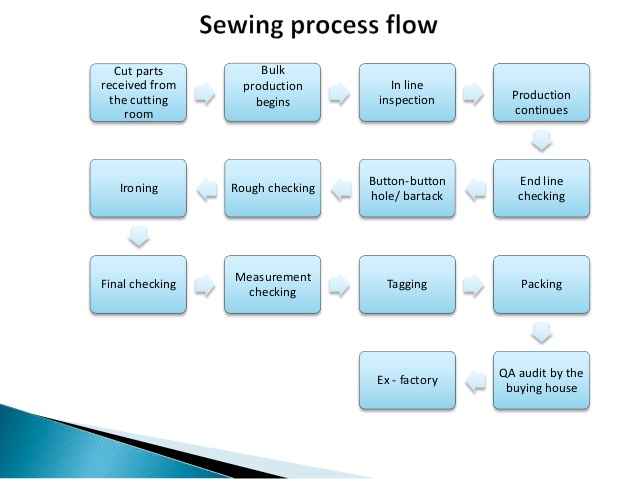 Sewing process flow
Cut parts
received from
the cutting
room
Bulk
production
begins
In line
inspection
Production
continues
End line
checking
Button-button
hole/ bartack
Rough checking
Ironing
Final checking
Measurement
checking
Tagging
Packing
QA audit by the
buying house
Ex - factory